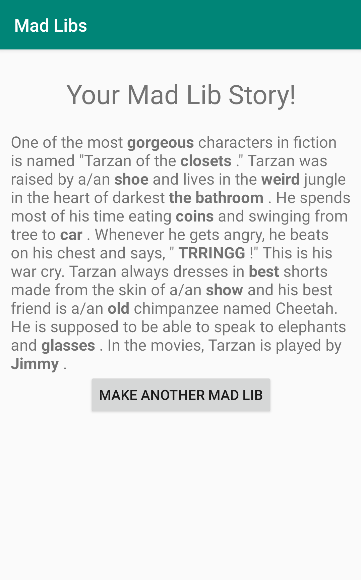 Mad Libs
Your Mad Lib Story!
One of the most gorgeous characters in fiction
is named "Tarzan of the closets ." Tarzan was
raised by a/an shoe and lives in the weird jungle
in the heart of darkest the bathroom . He spends
most of his time eating coins and swinging from
tree to car . Whenever he gets angry, he beats
on his chest and says, " TRRINGG !" This is his
war cry. Tarzan always dresses in best shorts
made from the skin of a/an show and his best
friend is a/an old chimpanzee named Cheetah.
He is supposed to be able to speak to elephants
and glasses . In the movies, Tarzan is played by
Jimmy .
MAKE ANOTHER MAD LIB